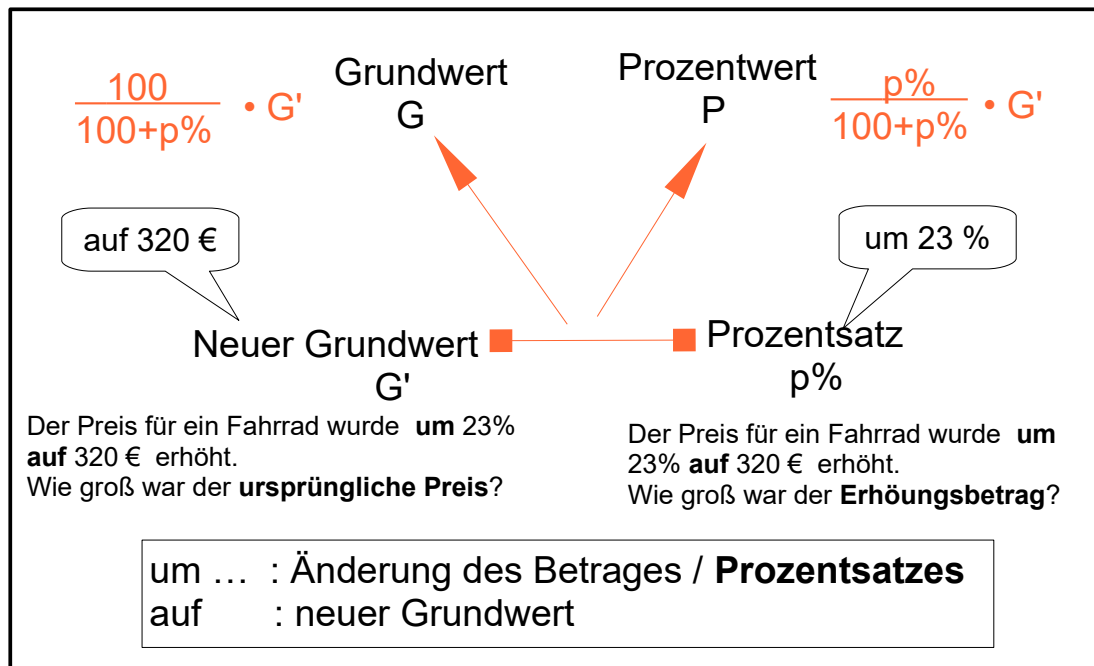 100
100+p%
• G'
Grundwert
G
Prozentwert
P
p%
100+p%
• G'
auf 320 €
um 23 %
Neuer Grundwert
G'
Prozentsatz
p%
Der Preis für ein Fahrrad wurde um 23%
auf 320 € erhöht.
Wie groß war der ursprüngliche Preis?
Der Preis für ein Fahrrad wurde um
23% auf 320 € erhöht.
Wie groß war der Erhöungsbetrag?
um … : Änderung des Betrages / Prozentsatzes
auf : neuer Grundwert